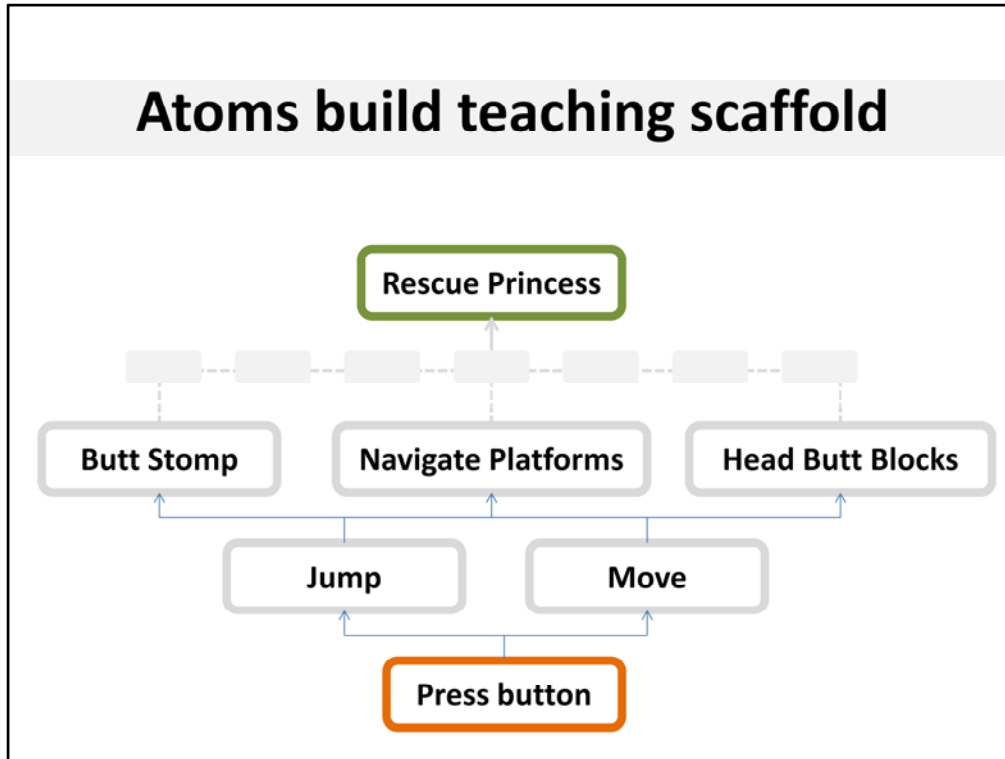 Atoms build teaching scaffold
Rescue Princess
Butt Stomp
Navigate Platforms
Head Butt Blocks
Jump
Move
Press button